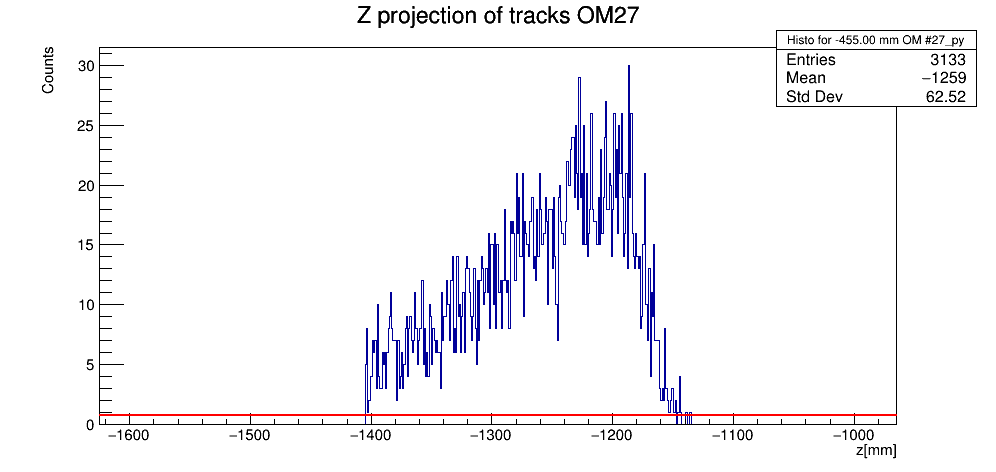 Z projection of tracks OM27
Histo for -455.00 mm OM #27_py
Entries 3133
Mean −1259
Std Dev 62.52
Counts
30
25
20
15
10
5
0
−1600 −1500 −1400 −1300 −1200 −1100 −1000
z[mm]